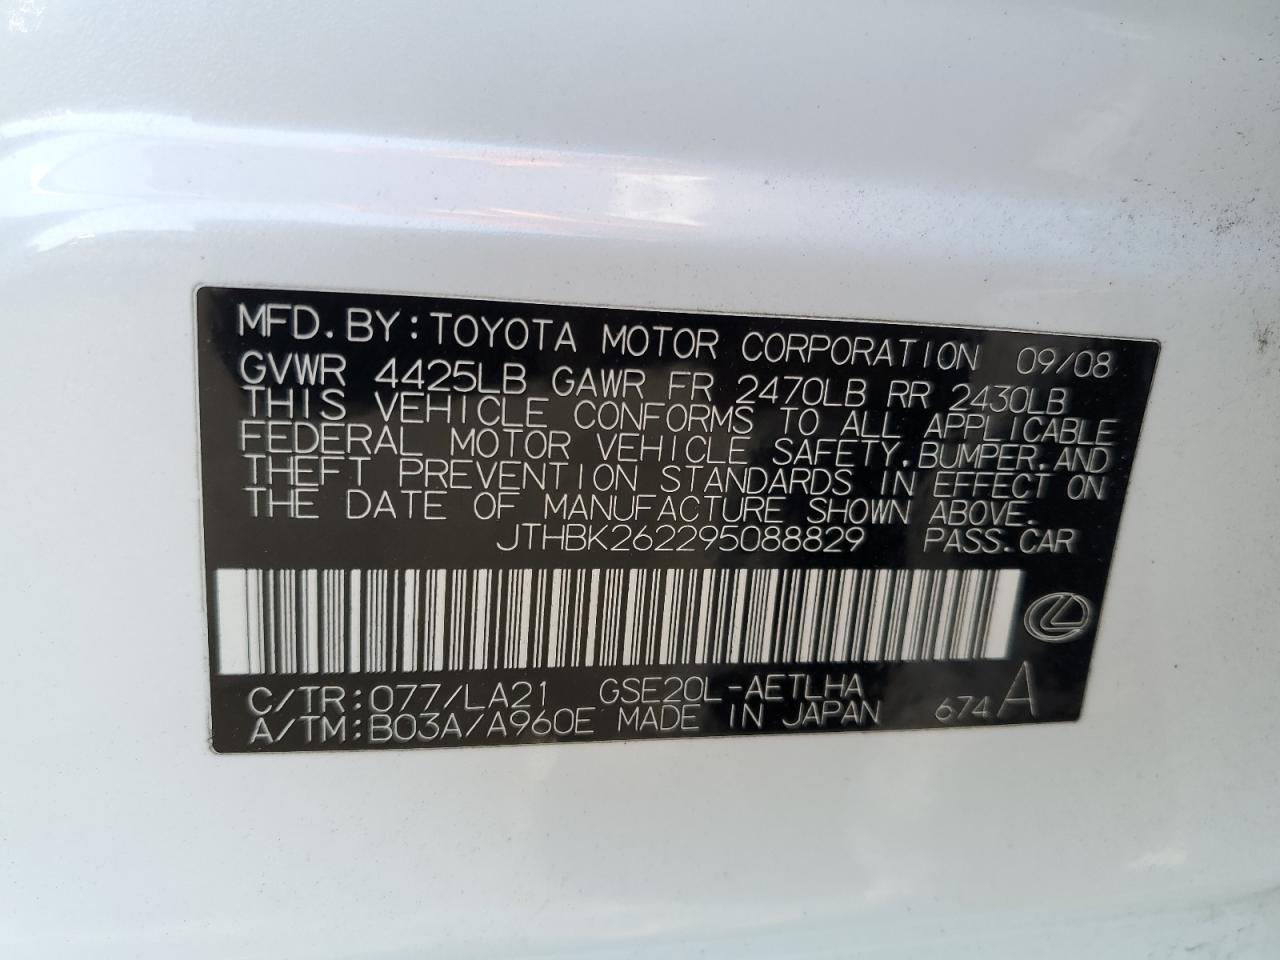 MFD.BY:TOYOTA MOTOR CORPORATION 09/08
GVWR 4425LB GAWR FR 2470LB RR 2430LB
THIS VEHICLE CONFORMS TO ALL APPLICABLE
FEDERAL MOTOR VEHICLE SAFETY,BUMPER,AND
THEFT PREVENTION STANDARDS IN EFFECT ON
THE DATE OF MANUFACTURE SHOWN ABOVE.
JTHBK262295088829 PASS.CAR
C/TR:077/LA21 GSE20L-AETLHA
A/TM:B03A/A960E MADE IN JAPAN 674A